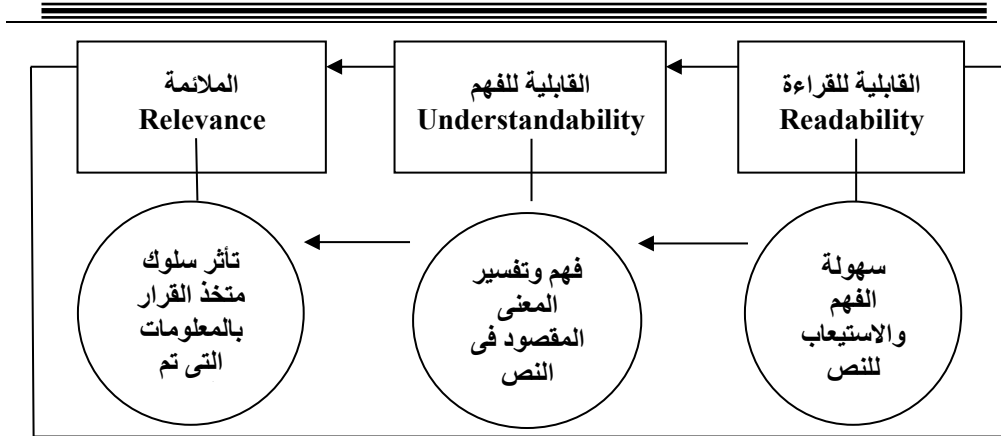 القابلية للقراءة
Readability
القابلية للفهم
Understandability
الملائمة
Relevance
سهولة
الفهم
والاستيعاب
للنص
فهم وتفسير
المعنى
المقصود فى
النص
تأثر سلوك
متخذ القرار
بالمعلومات
التى تم